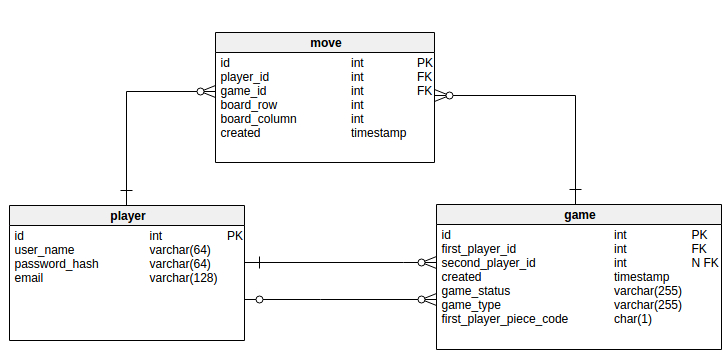 move
id int PK
player_id int FK
game_id int FK
board_row int
board_column int
created timestamp
player
id int PK
user_name varchar(64)
password_hash varchar(64)
email varchar(128)
game
id int PK
first_player_id int FK
second_player_id int N FK
created timestamp
game_status varchar(255)
game_type varchar(255)
first_player_piece_code char(1)